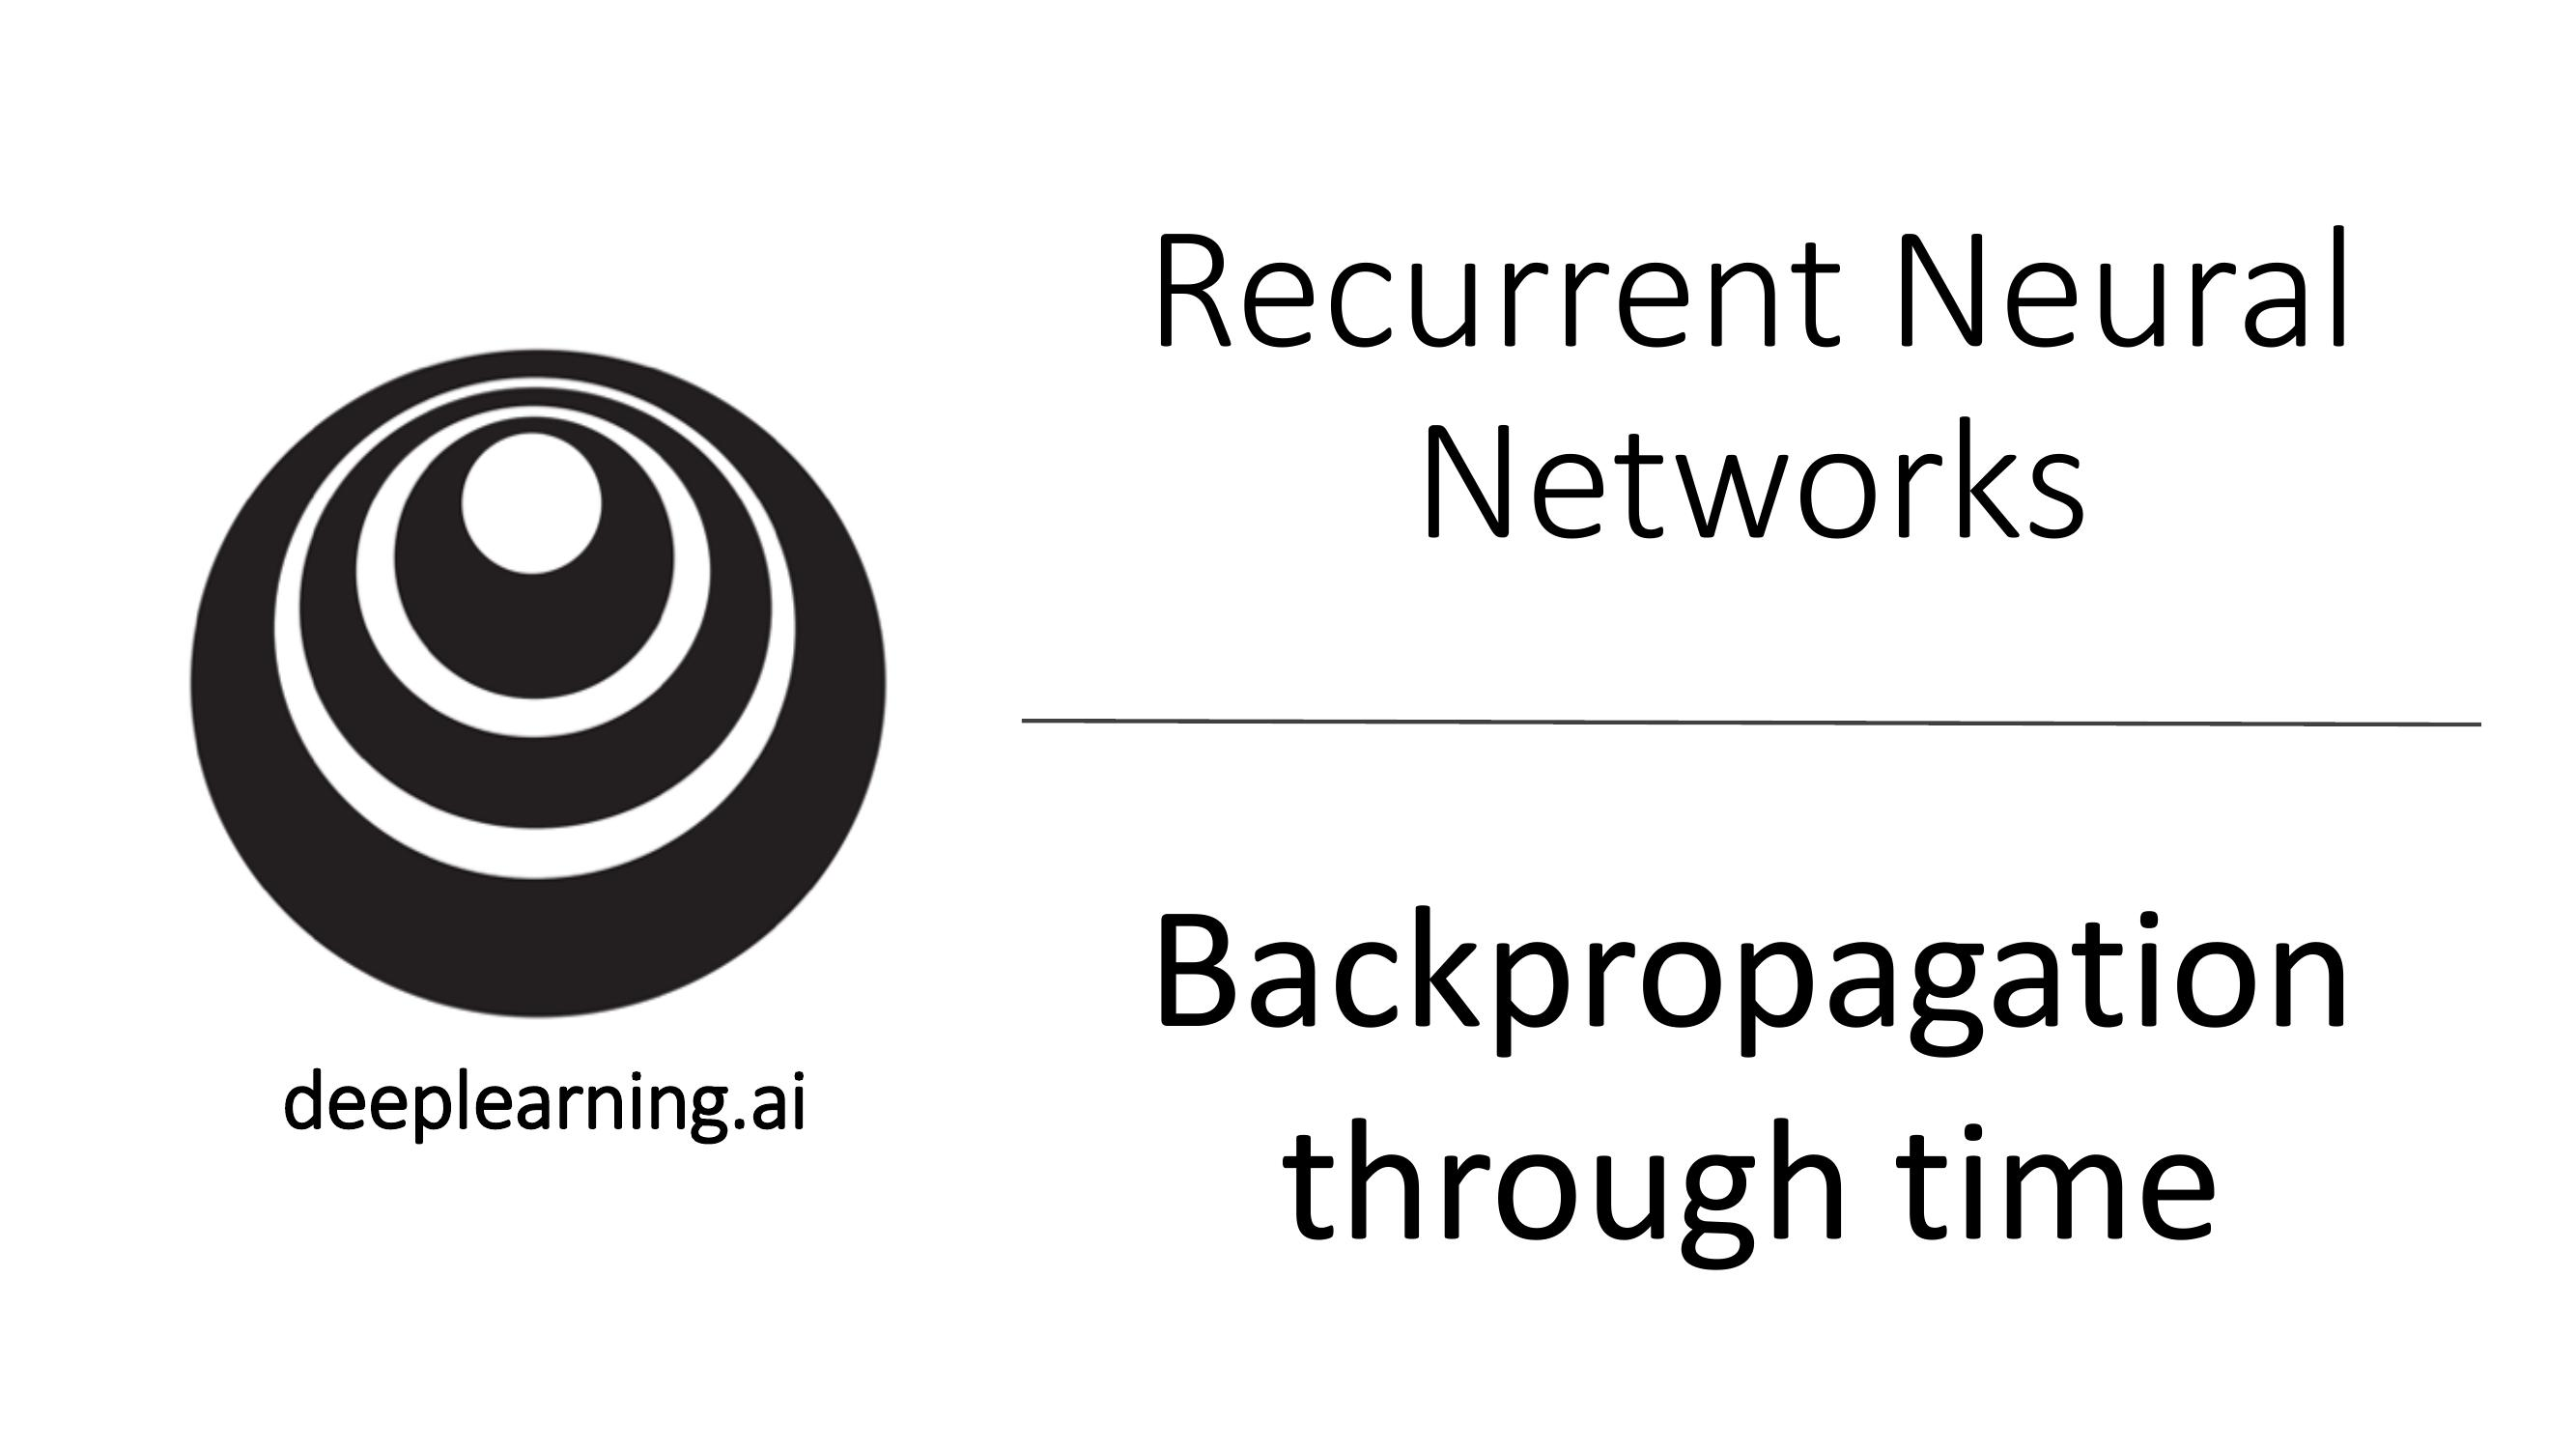 Recurrent Neural
Networks
Backpropagation
through time
deeplearning.ai